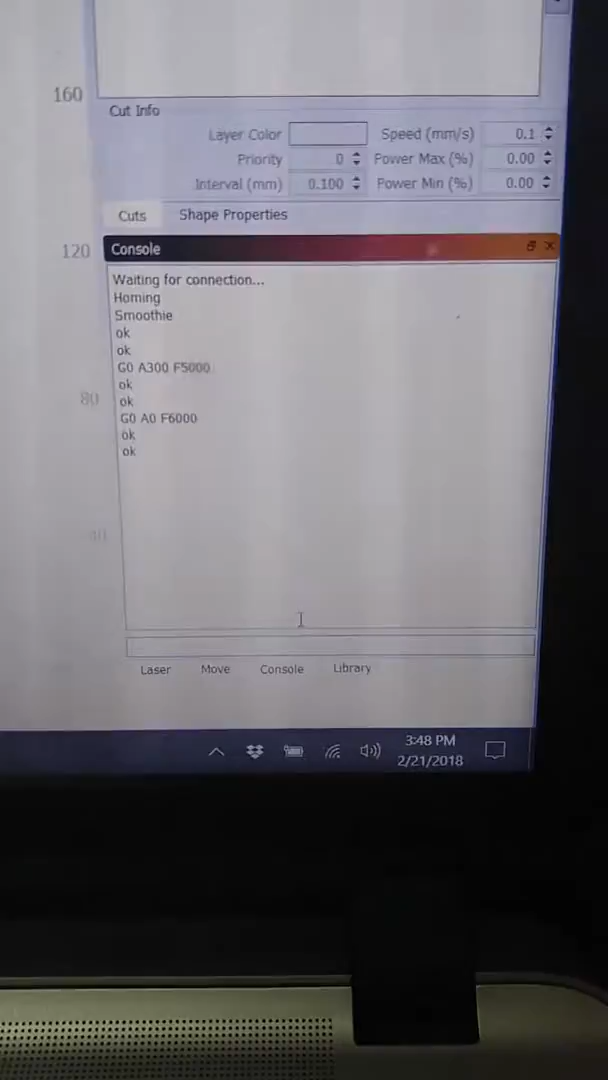 160
Cut Info
Layer Color Speed (mm/s) 0.1
Priority 0 Power Max (%) 0.00
Interval (mm) 0.100 Power Min (%) 0.00
Cuts Shape Properties
120 Console
Waiting for connection...
Homing
Smoothie
ok
ok
G0 A300 F5000
ok
80 ok
G0 A0 F6000
ok
ok
40
Laser Move Console Library
3:48 PM
2/21/2018